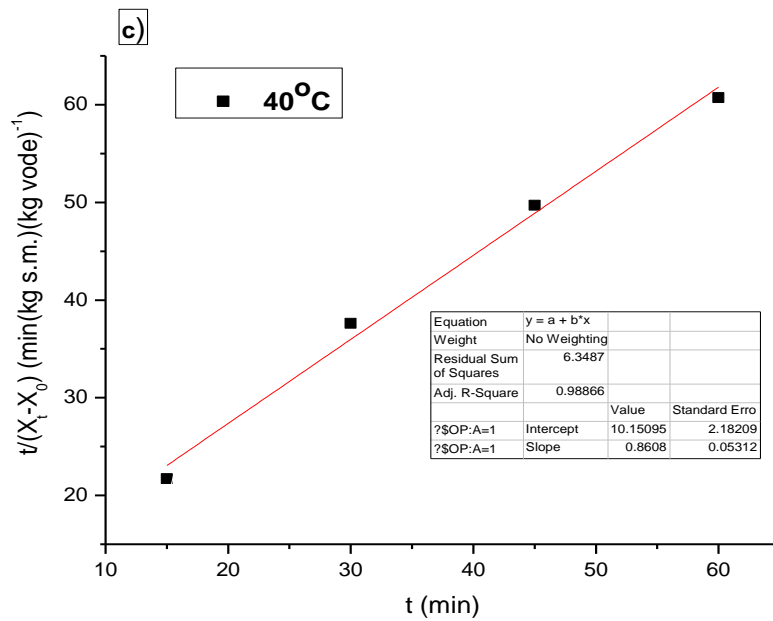 c)
40°C
t/(Xt-X0) (min(kg s.m.)(kg vode)-1)
60
50
40
30
20
10 20 30 40 50 60
t (min)
Equation y = a + b*x
Weight No Weighting
Residual Sum of Squares 6.3487
Adj. R-Square 0.98866
Value Standard Erro
?$OP:A=1 Intercept 10.15095 2.18209
?$OP:A=1 Slope 0.8608 0.05312